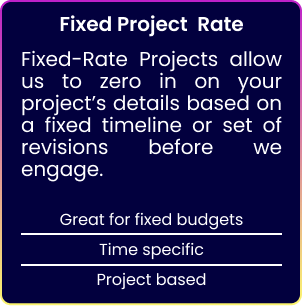 Fixed Project Rate
Fixed-Rate Projects allow
us to zero in on your
project’s details based on
a fixed timeline or set of
revisions before we
engage.
Great for fixed budgets
Time specific
Project based